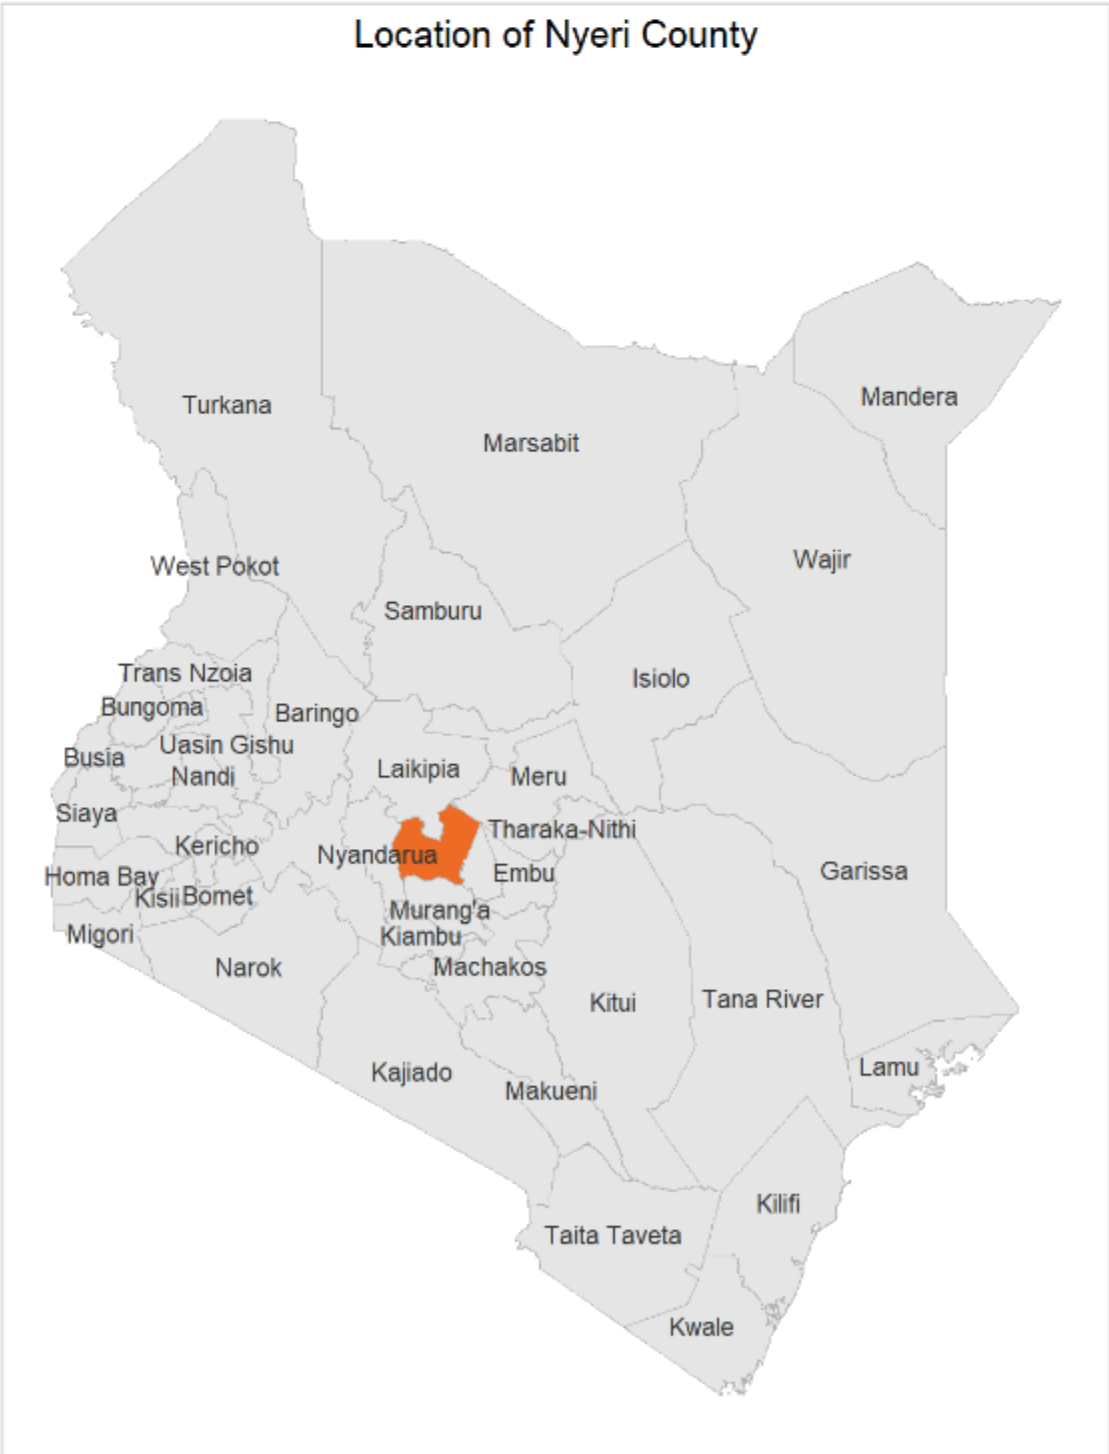 Location of Nyeri County
Turkana
Mandera
Marsabit
Wajir
West Pokot
Samburu
Trans Nzoia
Isiolo
Bungoma
Baringo
Uasin Gishu
Busia
Laikipia
Meru
Nandi
Siaya
Tharaka-Nithi
Kericho
Nyandarua
Embu
Garissa
Homa Bay
Kisii
Bomet
Murang'a
Migori
Kiambu
Narok
Machakos
Kitui
Tana River
Kajiado
Lamu
Makueni
Kilifi
Taita Taveta
Kwale